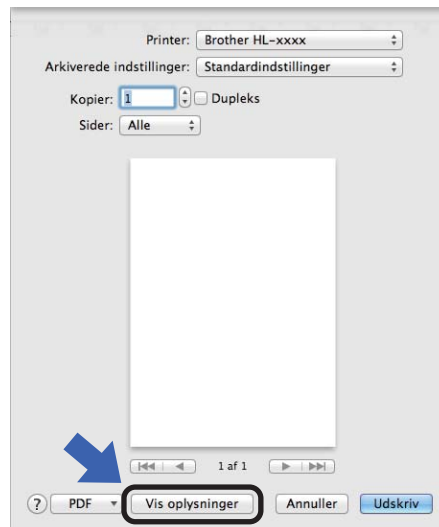 Printer: Brother HL-xxxx
Arkiverede indstillinger: Standardindstillinger
Kopier: 1 Dupleks
Sider: Alle
1 af 1
? PDF Vis oplysninger Annuller Udskriv